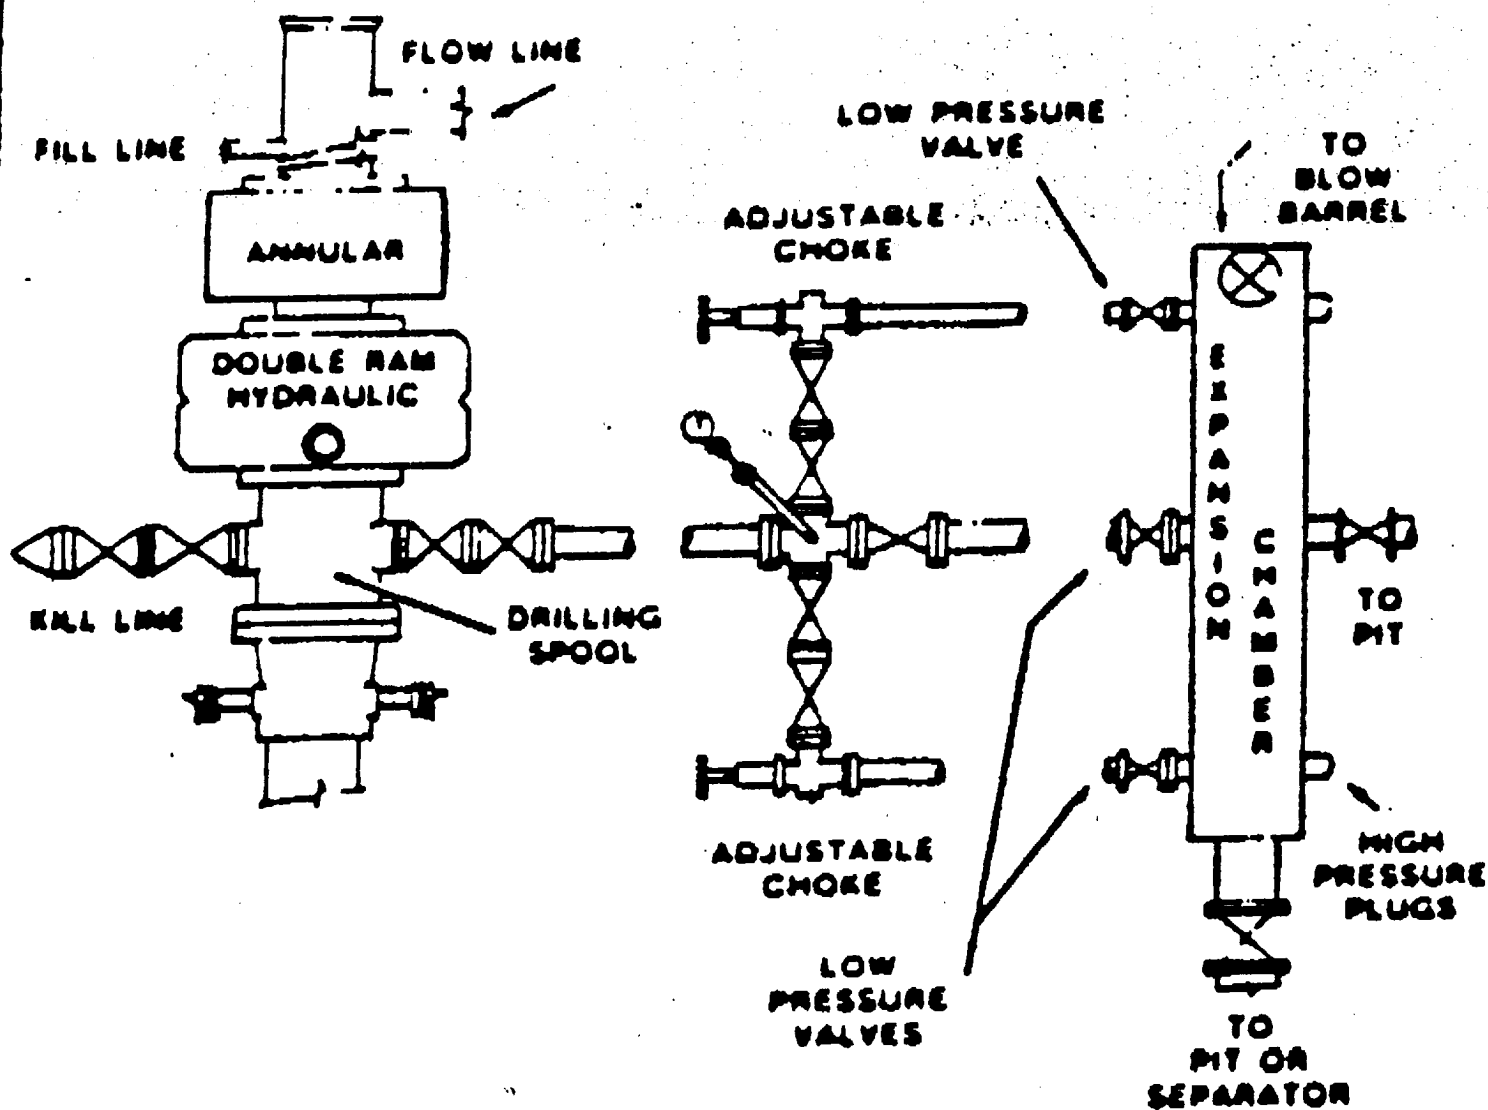 FLOW LINE
FILL LINE
ANNULAR
DOUBLE RAM
HYDRAULIC
KILL LINE
DRILLING
SPOOL
ADJUSTABLE
CHOKE
LOW PRESSURE
VALVE
TO
BLOW
BARREL
EXPANSION
CHAMBER
TO
PIT
ADJUSTABLE
CHOKE
HIGH
PRESSURE
PLUGS
LOW
PRESSURE
VALVES
TO
PIT OR
SEPARATOR